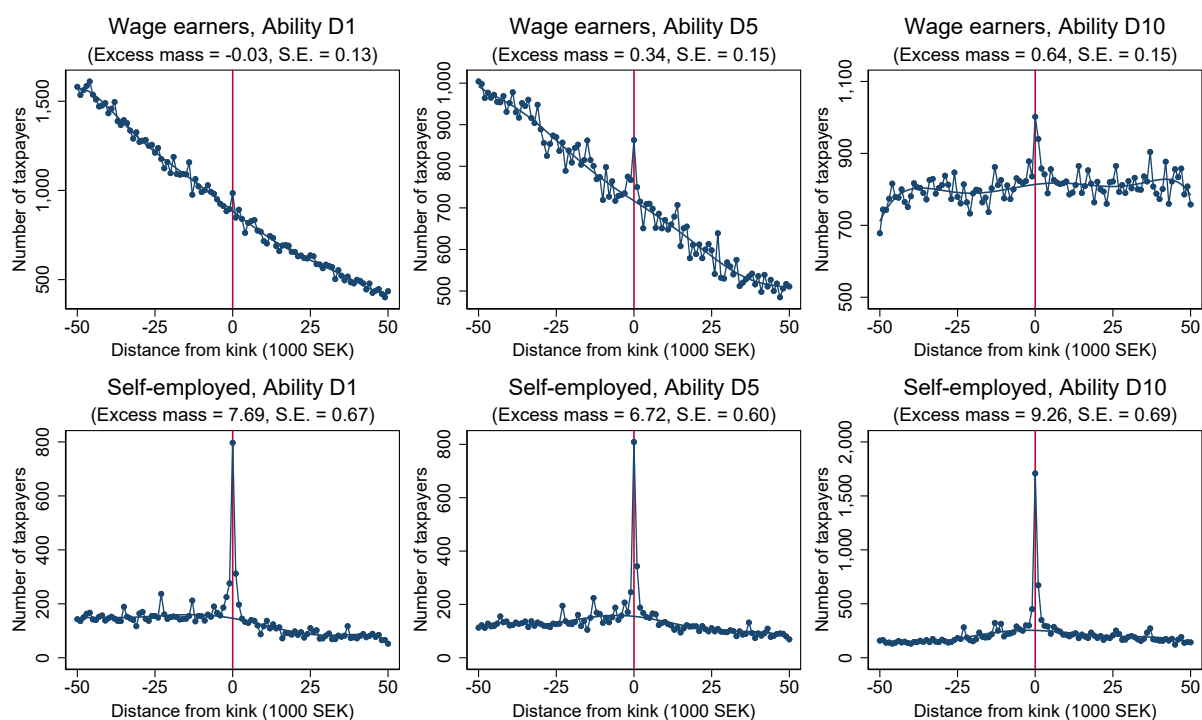 Wage earners, Ability D1
(Excess mass = -0.03, S.E. = 0.13)
Number of taxpayers
1,500
1,000
500
-50 -25 0 25 50
Distance from kink (1000 SEK)
Wage earners, Ability D5
(Excess mass = 0.34, S.E. = 0.15)
Number of taxpayers
1,000
900
800
700
600
500
-50 -25 0 25 50
Distance from kink (1000 SEK)
Wage earners, Ability D10
(Excess mass = 0.64, S.E. = 0.15)
Number of taxpayers
1,100
900
700
500
-50 -25 0 25 50
Distance from kink (1000 SEK)
Self-employed, Ability D1
(Excess mass = 7.69, S.E. = 0.67)
Number of taxpayers
800
600
400
200
0
-50 -25 0 25 50
Distance from kink (1000 SEK)
Self-employed, Ability D5
(Excess mass = 6.72, S.E. = 0.60)
Number of taxpayers
800
600
400
200
0
-50 -25 0 25 50
Distance from kink (1000 SEK)
Self-employed, Ability D10
(Excess mass = 9.26, S.E. = 0.69)
Number of taxpayers
2,000
1,500
1,000
500
0
-50 -25 0 25 50
Distance from kink (1000 SEK)